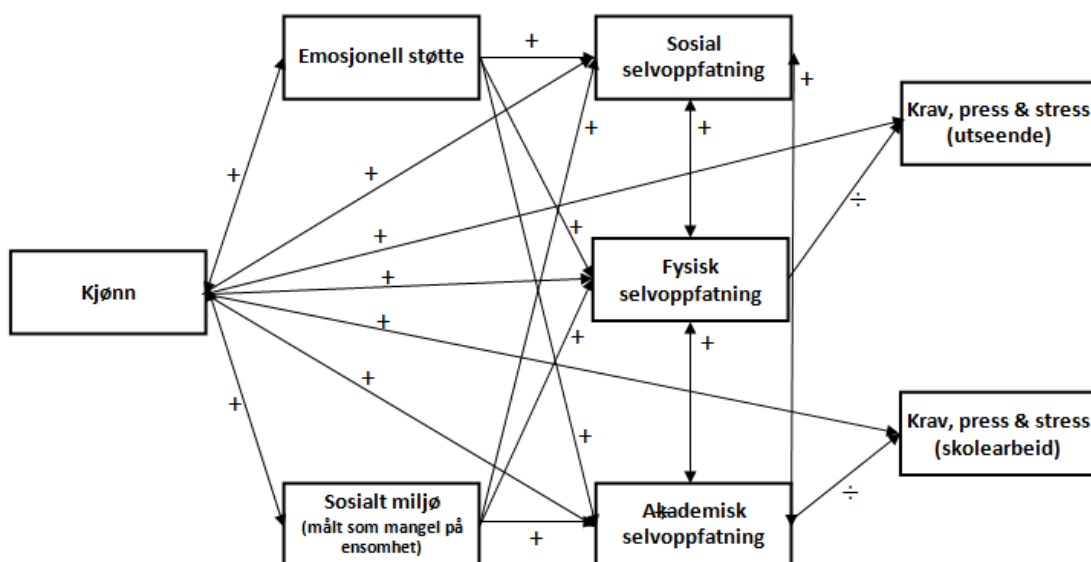 Emosjonell støtte
+
Sosial
selvoppfatning
+
Krav, press & stress
(utseende)
+
+
+
+
÷
+
+
Kjønn
+
Fysisk
selvoppfatning
+
+
+
+
+
+
Krav, press & stress
(skolearbeid)
÷
Sosialt miljø
(målt som mangel på
ensomhet)
+
Akademisk
selvoppfatning
+